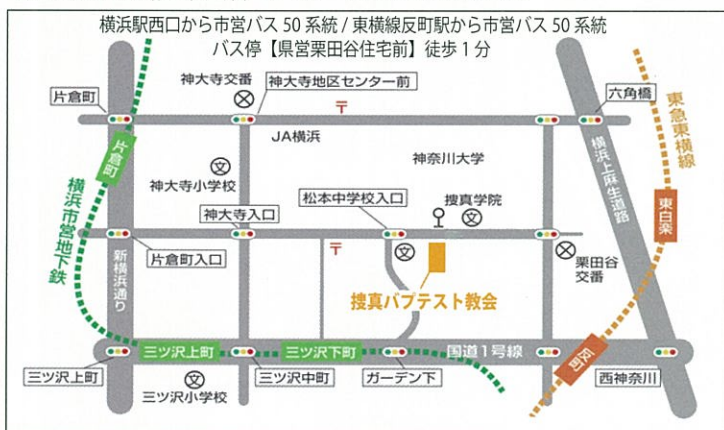 横浜駅西口から市営バス 50 系統 / 東横線反町駅から市営バス 50 系統
バス停【県営栗田谷住宅前】徒歩 1 分
神大寺交番
神大寺地区センター前
片倉町
六角橋
〒
JA横浜
東急東横線
片倉町
文
神大寺小学校
神奈川大学
横浜上麻生道路
横浜市営地下鉄
松本中学校入口
捜真学院
文
神大寺入口
東白楽
片倉町入口
〒
文
栗田谷
交番
新横浜通り
捜真バプテスト教会
三ツ沢上町
三ツ沢下町
国道1号線
反町
三ツ沢上町
文
三ツ沢中町
ガーデン下
西神奈川
三ツ沢小学校